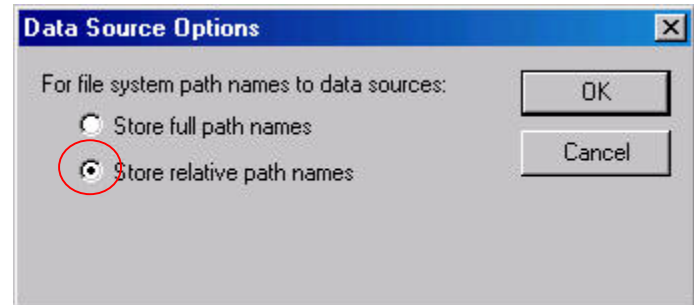 Data Source Options
For file system path names to data sources:
Store full path names
Store relative path names
OK
Cancel